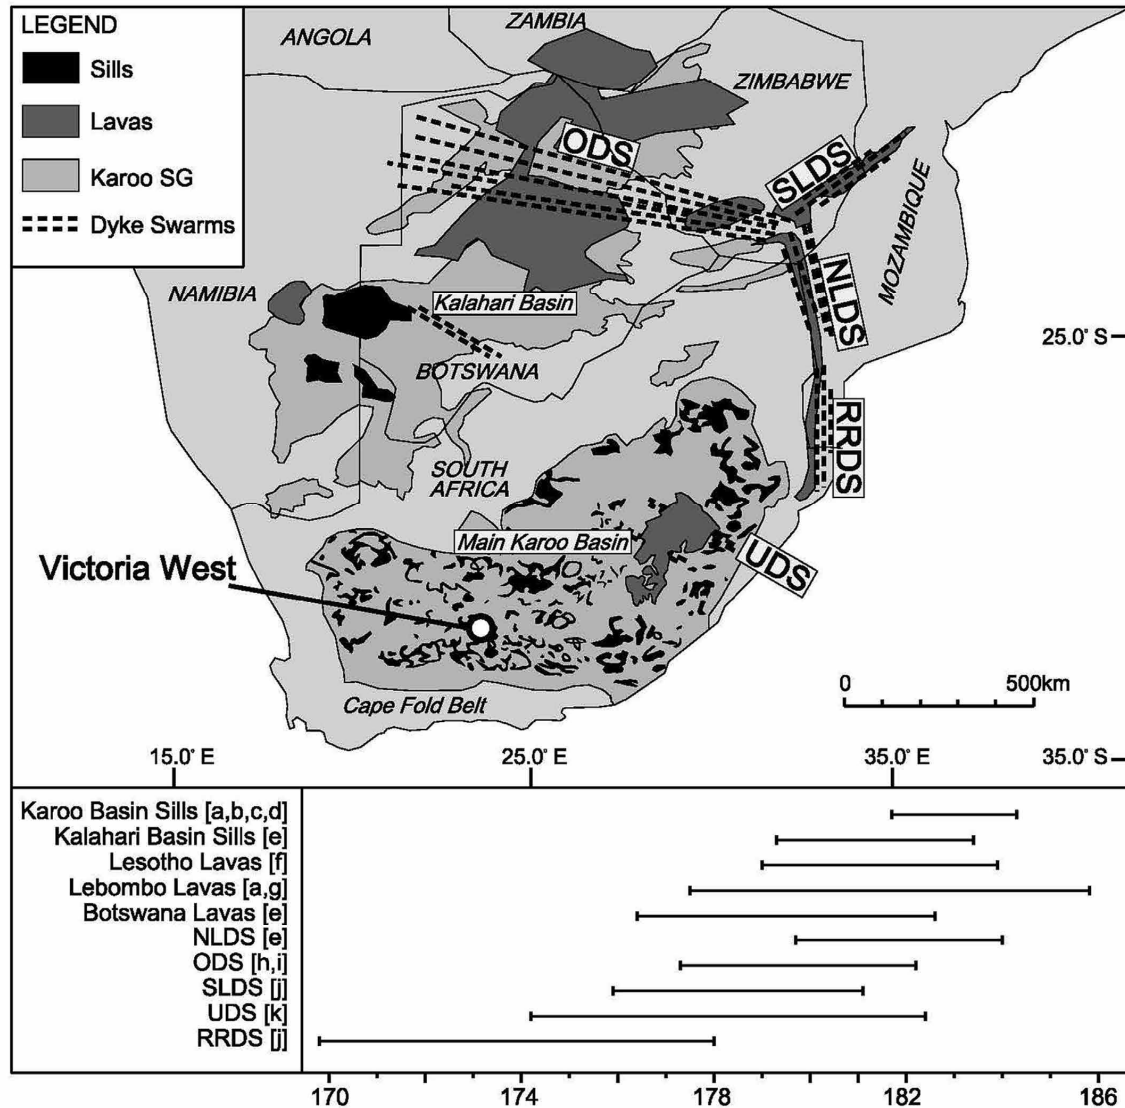 LEGEND
Sills
Lavas
Karoo SG
Dyke Swarms
ANGOLA
ZAMBIA
ZIMBABWE
ODS
SLDS
MOZAMBIQUE
NLDS
NAMIBIA
Kalahari Basin
25.0° S
BOTSWANA
RRDS
SOUTH
AFRICA
Main Karoo Basin
UDS
Victoria West
Cape Fold Belt
0 500km
15.0° E 25.0° E 35.0° E 35.0° S
Karoo Basin Sills [a,b,c,d]
Kalahari Basin Sills [e]
Lesotho Lavas [f]
Lebombo Lavas [a,g]
Botswana Lavas [e]
NLDS [e]
ODS [h,i]
SLDS [j]
UDS [k]
RRDS [j]
170 174 178 182 186